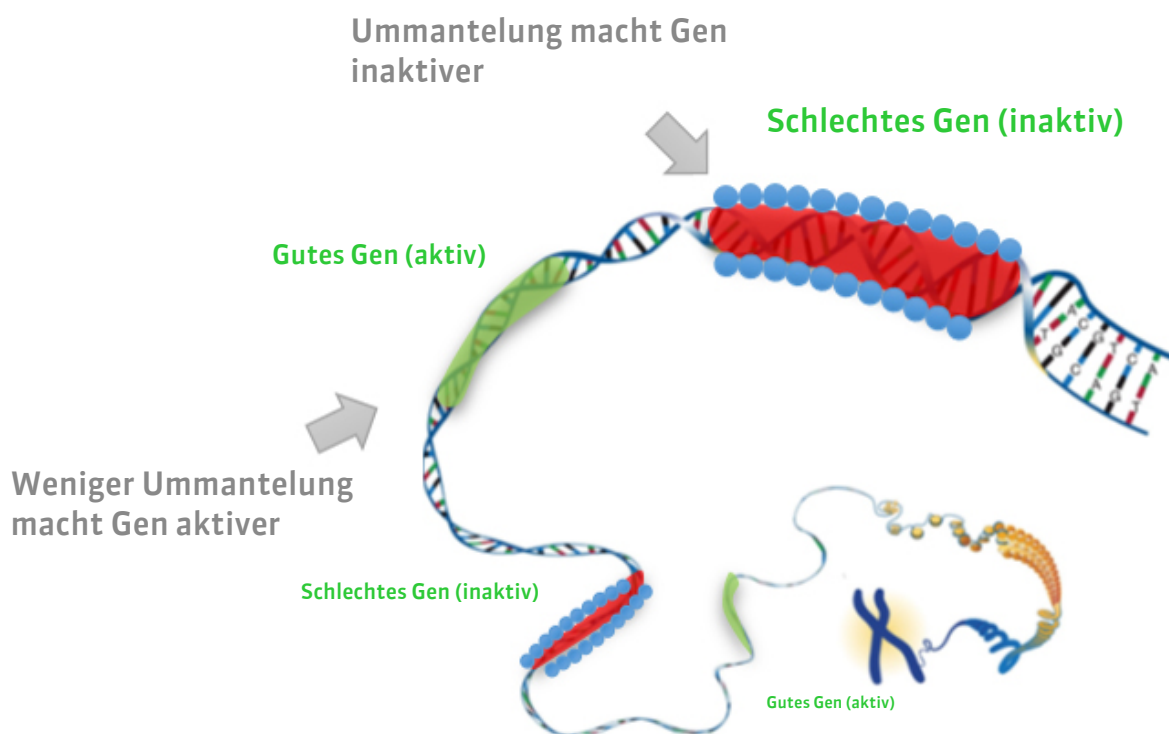 Ummantelung macht Gen
inaktiver
Schlechtes Gen (inaktiv)
Gutes Gen (aktiv)
Weniger Ummantelung
macht Gen aktiver
Schlechtes Gen (inaktiv)
Gutes Gen (aktiv)
A C G T C A
T G C A G T